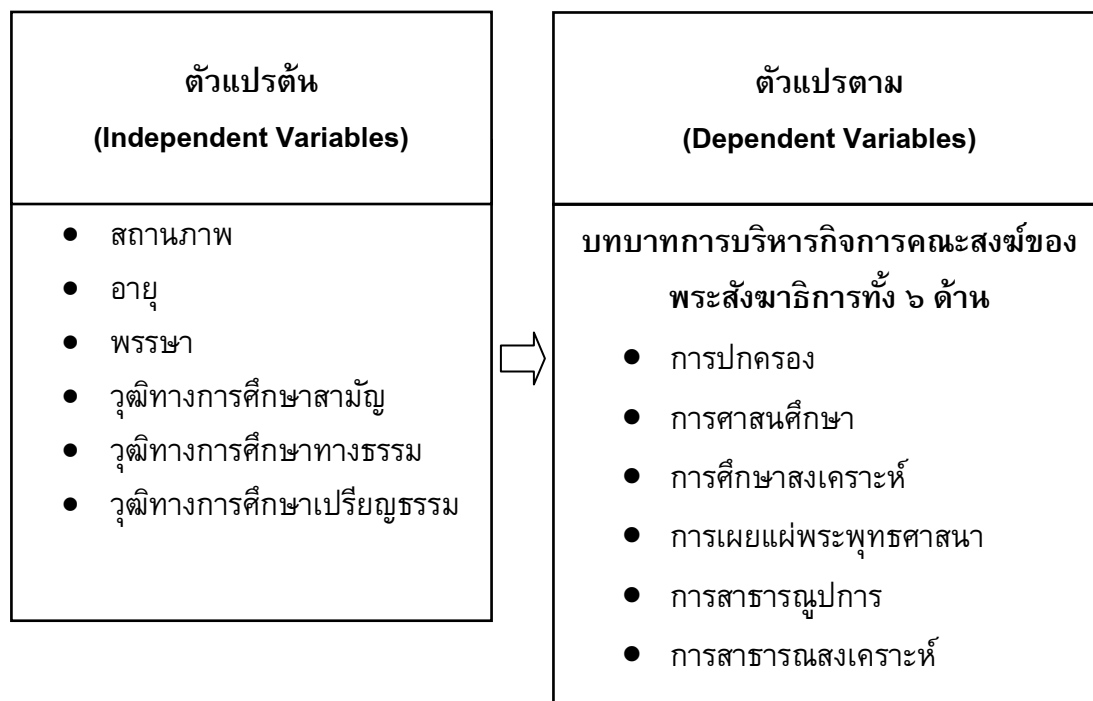 ตัวแปรต้น
(Independent Variables)
● สถานภาพ
● อายุ
● พรรษา
● วุฒิทางการศึกษาสามัญ
● วุฒิทางการศึกษาทางธรรม
● วุฒิทางการศึกษาเปรียญธรรม
ตัวแปรตาม
(Dependent Variables)
บทบาทการบริหารกิจการคณะสงฆ์ของ
พระสังฆาธิการทั้ง ๖ ด้าน
● การปกครอง
● การศาสนศึกษา
● การศึกษาสงเคราะห์
● การเผยแผ่พระพุทธศาสนา
● การสาธารณูปการ
● การสาธารณสงเคราะห์